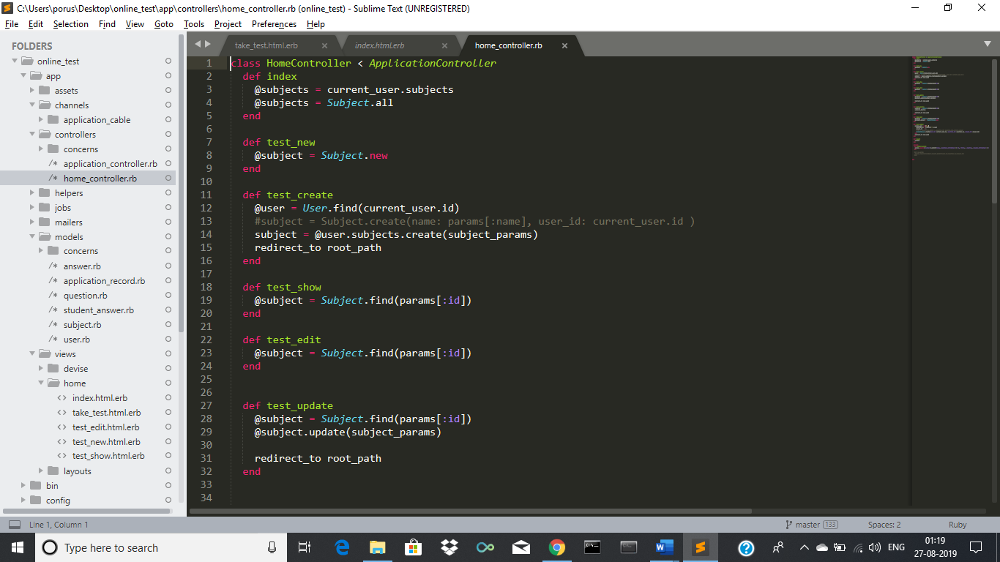 C:\Users\porus\Desktop\online_test\app\controllers\home_controller.rb (online_test) - Sublime Text (UNREGISTERED)
File Edit Selection Find View Goto Tools Project Preferences Help
FOLDERS
online_test
app
assets
channels
application_cable
controllers
concerns
/* application_controller.rb
/* home_controller.rb
helpers
jobs
mailers
models
concerns
/* answer.rb
/* application_record.rb
/* question.rb
/* student_answer.rb
/* subject.rb
/* user.rb
views
devise
home
<> index.html.erb
<> take_test.html.erb
<> test_edit.html.erb
<> test_new.html.erb
<> test_show.html.erb
layouts
bin
config
take_test.html.erb × index.html.erb × home_controller.rb ×
1 class HomeController < ApplicationController
2 def index
3 @subjects = current_user.subjects
4 @subjects = Subject.all
5 end
6
7 def test_new
8 @subject = Subject.new
9 end
10
11 def test_create
12 @user = User.find(current_user.id)
13 #subject = Subject.create(name: params[:name], user_id: current_user.id )
14 subject = @user.subjects.create(subject_params)
15 redirect_to root_path
16 end
17
18 def test_show
19 @subject = Subject.find(params[:id])
20 end
21
22 def test_edit
23 @subject = Subject.find(params[:id])
24 end
25
26
27 def test_update
28 @subject = Subject.find(params[:id])
29 @subject.update(subject_params)
30
31 redirect_to root_path
32 end
33
34
Line 1, Column 1 master 133 Spaces: 2 Ruby
Type here to search ENG 01:19
27-08-2019